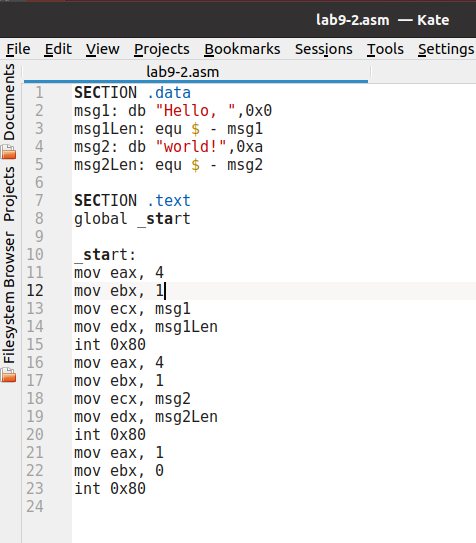 lab9-2.asm — Kate
File Edit View Projects Bookmarks Sessions Tools Settings
lab9-2.asm
Documents
Projects
Filesystem Browser
1 SECTION .data
2 msg1: db "Hello, ",0x0
3 msg1Len: equ $ - msg1
4 msg2: db "world!",0xa
5 msg2Len: equ $ - msg2
6
7 SECTION .text
8 global _start
9
10 _start:
11 mov eax, 4
12 mov ebx, 1
13 mov ecx, msg1
14 mov edx, msg1Len
15 int 0x80
16 mov eax, 4
17 mov ebx, 1
18 mov ecx, msg2
19 mov edx, msg2Len
20 int 0x80
21 mov eax, 1
22 mov ebx, 0
23 int 0x80
24